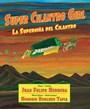 Super Cilantro Girl
La Superniña del Cilantro
Juan Felipe Herrera
Honorio Robledo Tapia